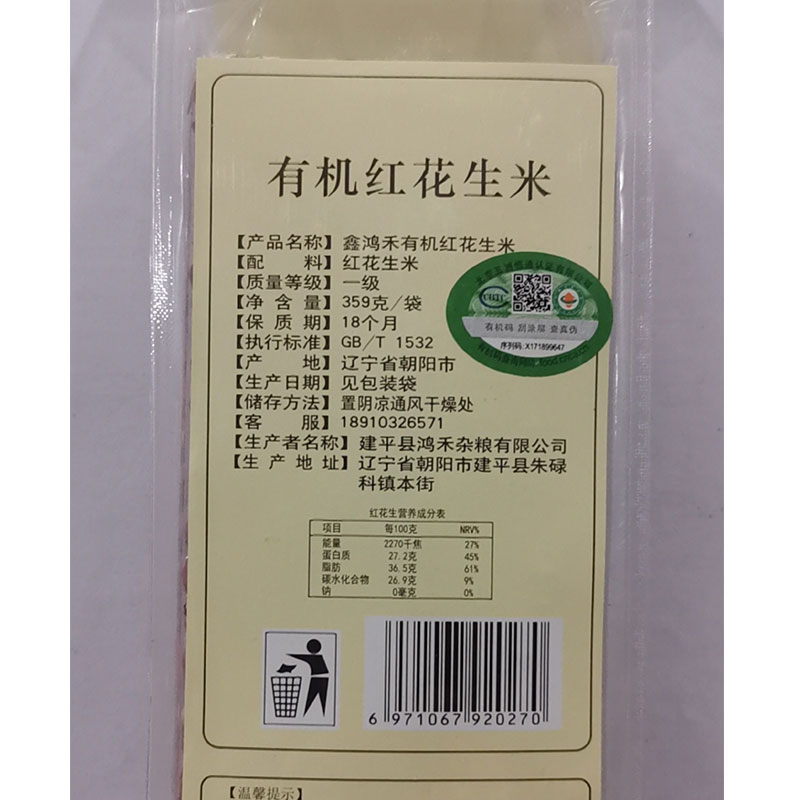 有机红花生米
【产品名称】鑫鸿禾有机红花生米
【配 料】红花生米
【质量等级】一级
【净 含 量】359克/袋
【保 质 期】18个月
【执行标准】GB/T 1532
【产 地】辽宁省朝阳市
【生产日期】见包装袋
【储存方法】置阴凉通风干燥处
【客 服】18910326571
【生产者名称】建平县鸿禾杂粮有限公司
【生 产 地 址】辽宁省朝阳市建平县朱碌
科镇本街
有机码 刮涂层 查真伪
序列码:X171899647
红花生营养成分表
项目 每100克 NRV%
能量 2270千焦 27%
蛋白质 27.2克 45%
脂肪 36.5克 61%
碳水化合物 26.9克 9%
钠 0毫克 0%
6 971067 920270
【温馨提示】